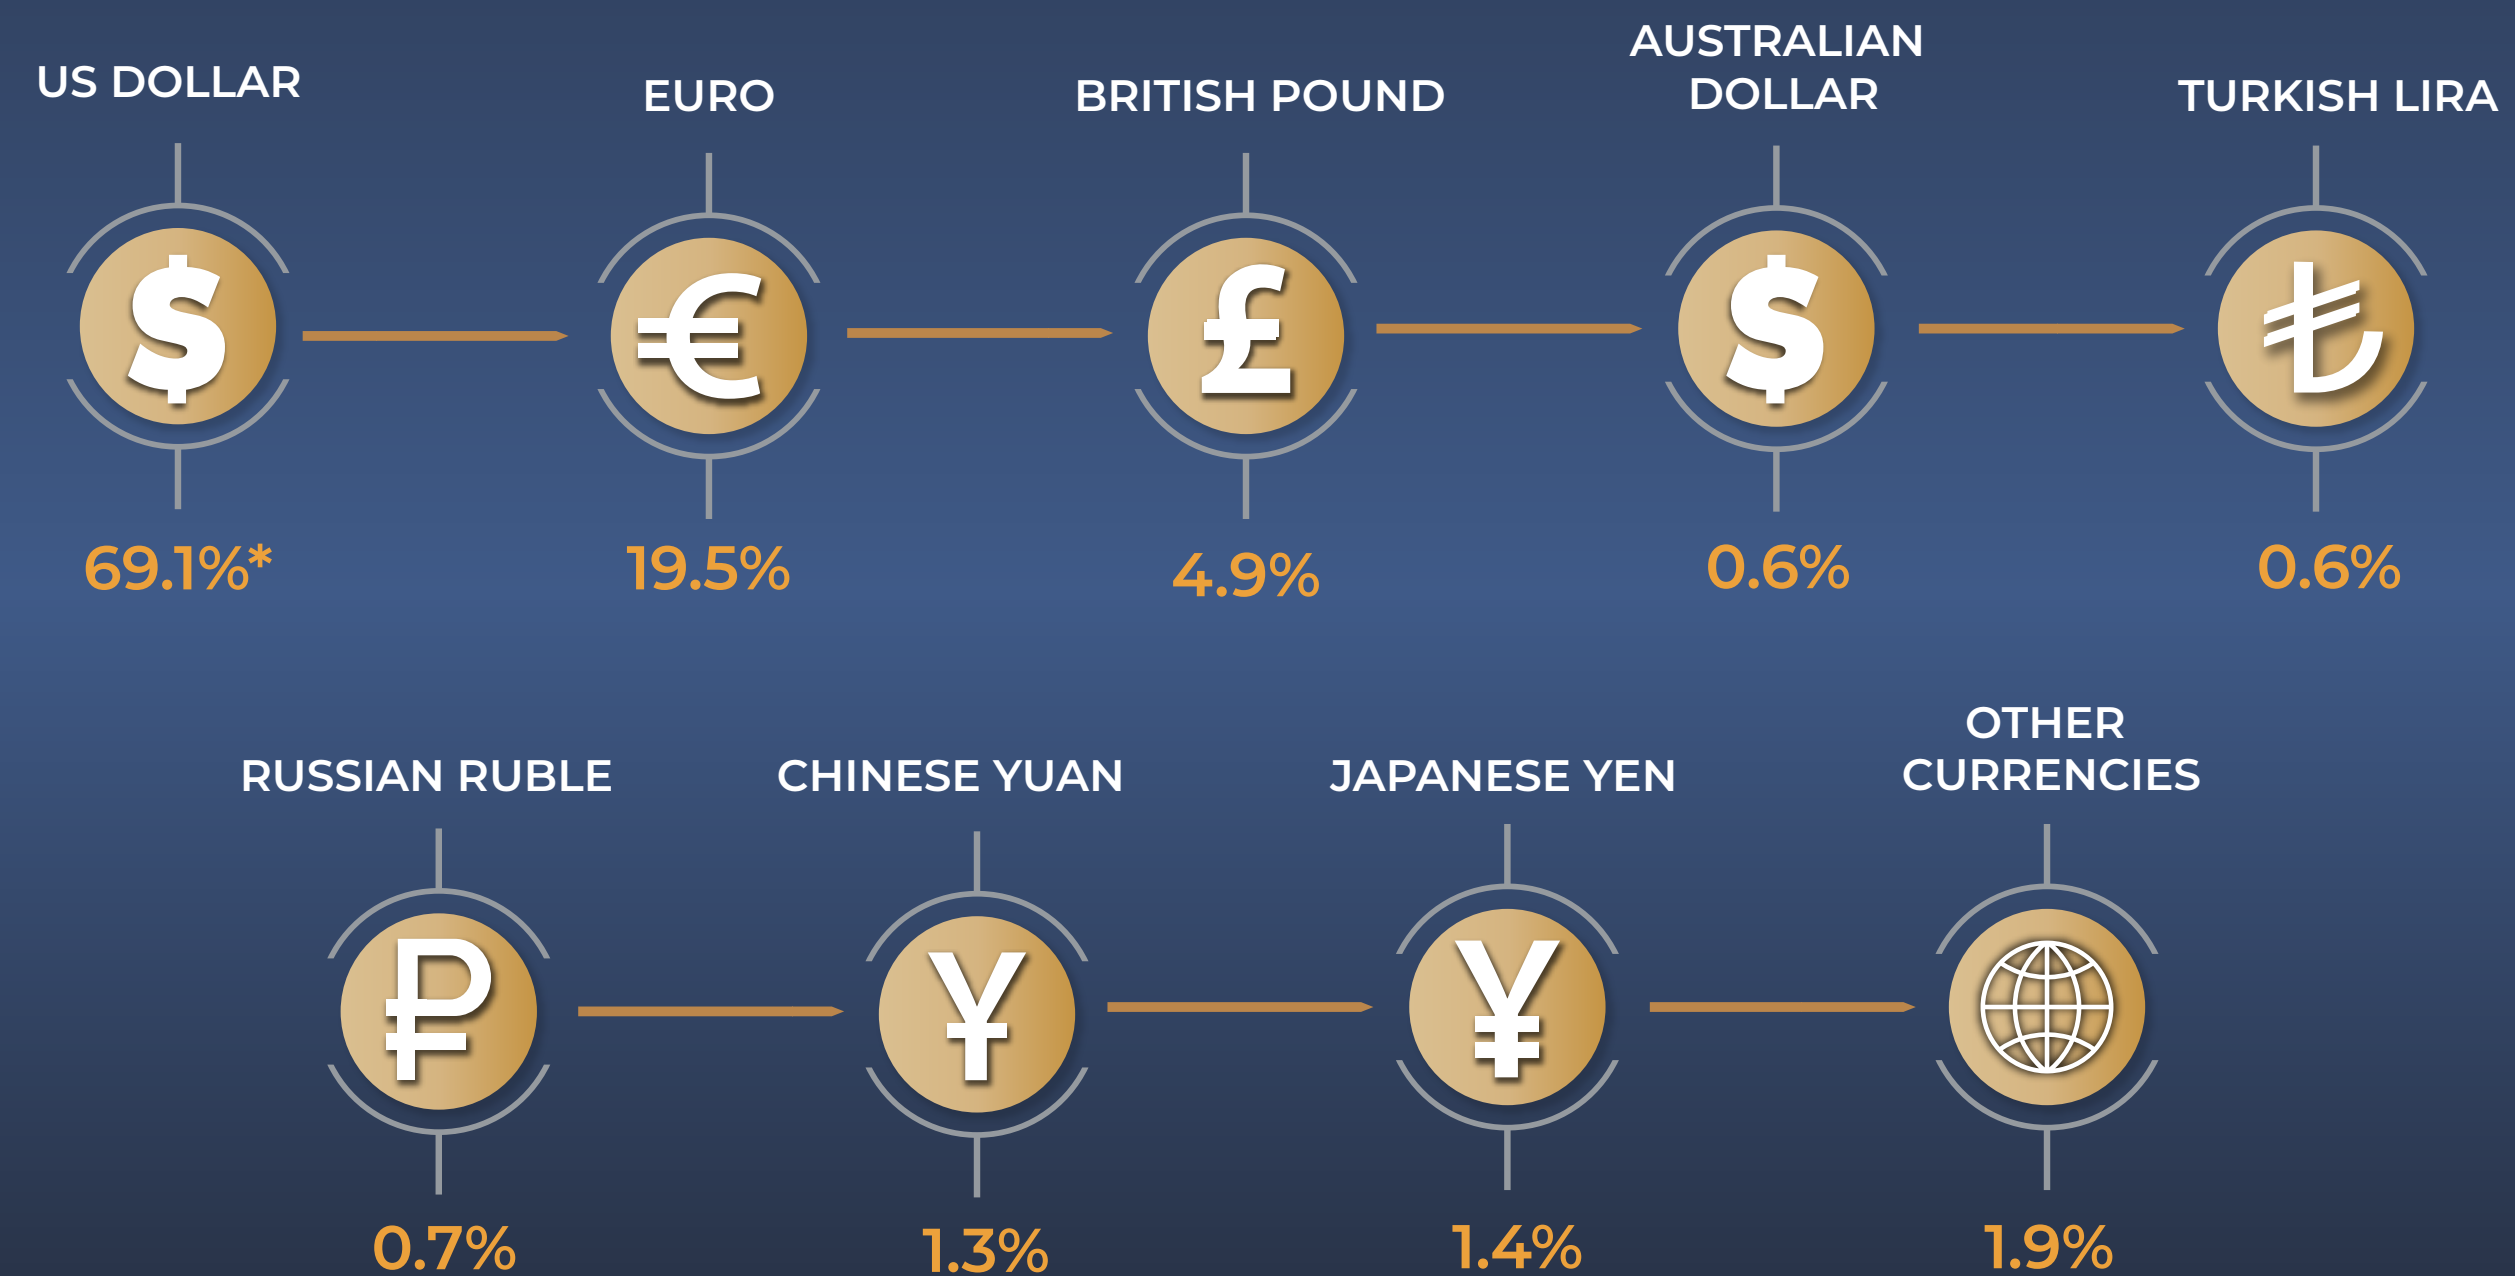 US DOLLAR
EURO
BRITISH POUND
AUSTRALIAN
DOLLAR
TURKISH LIRA
$
€
£
$
₺
69.1%*
19.5%
4.9%
0.6%
0.6%
RUSSIAN RUBLE
CHINESE YUAN
JAPANESE YEN
OTHER
CURRENCIES
₽
Ұ
¥
0.7%
1.3%
1.4%
1.9%